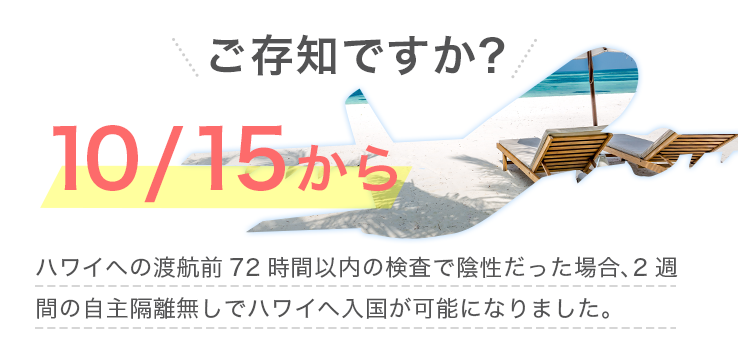 ご存知ですか?
10/15から
ハワイへの渡航前72時間以内の検査で陰性だった場合、2週
間の自主隔離無しでハワイへ入国が可能になりました。